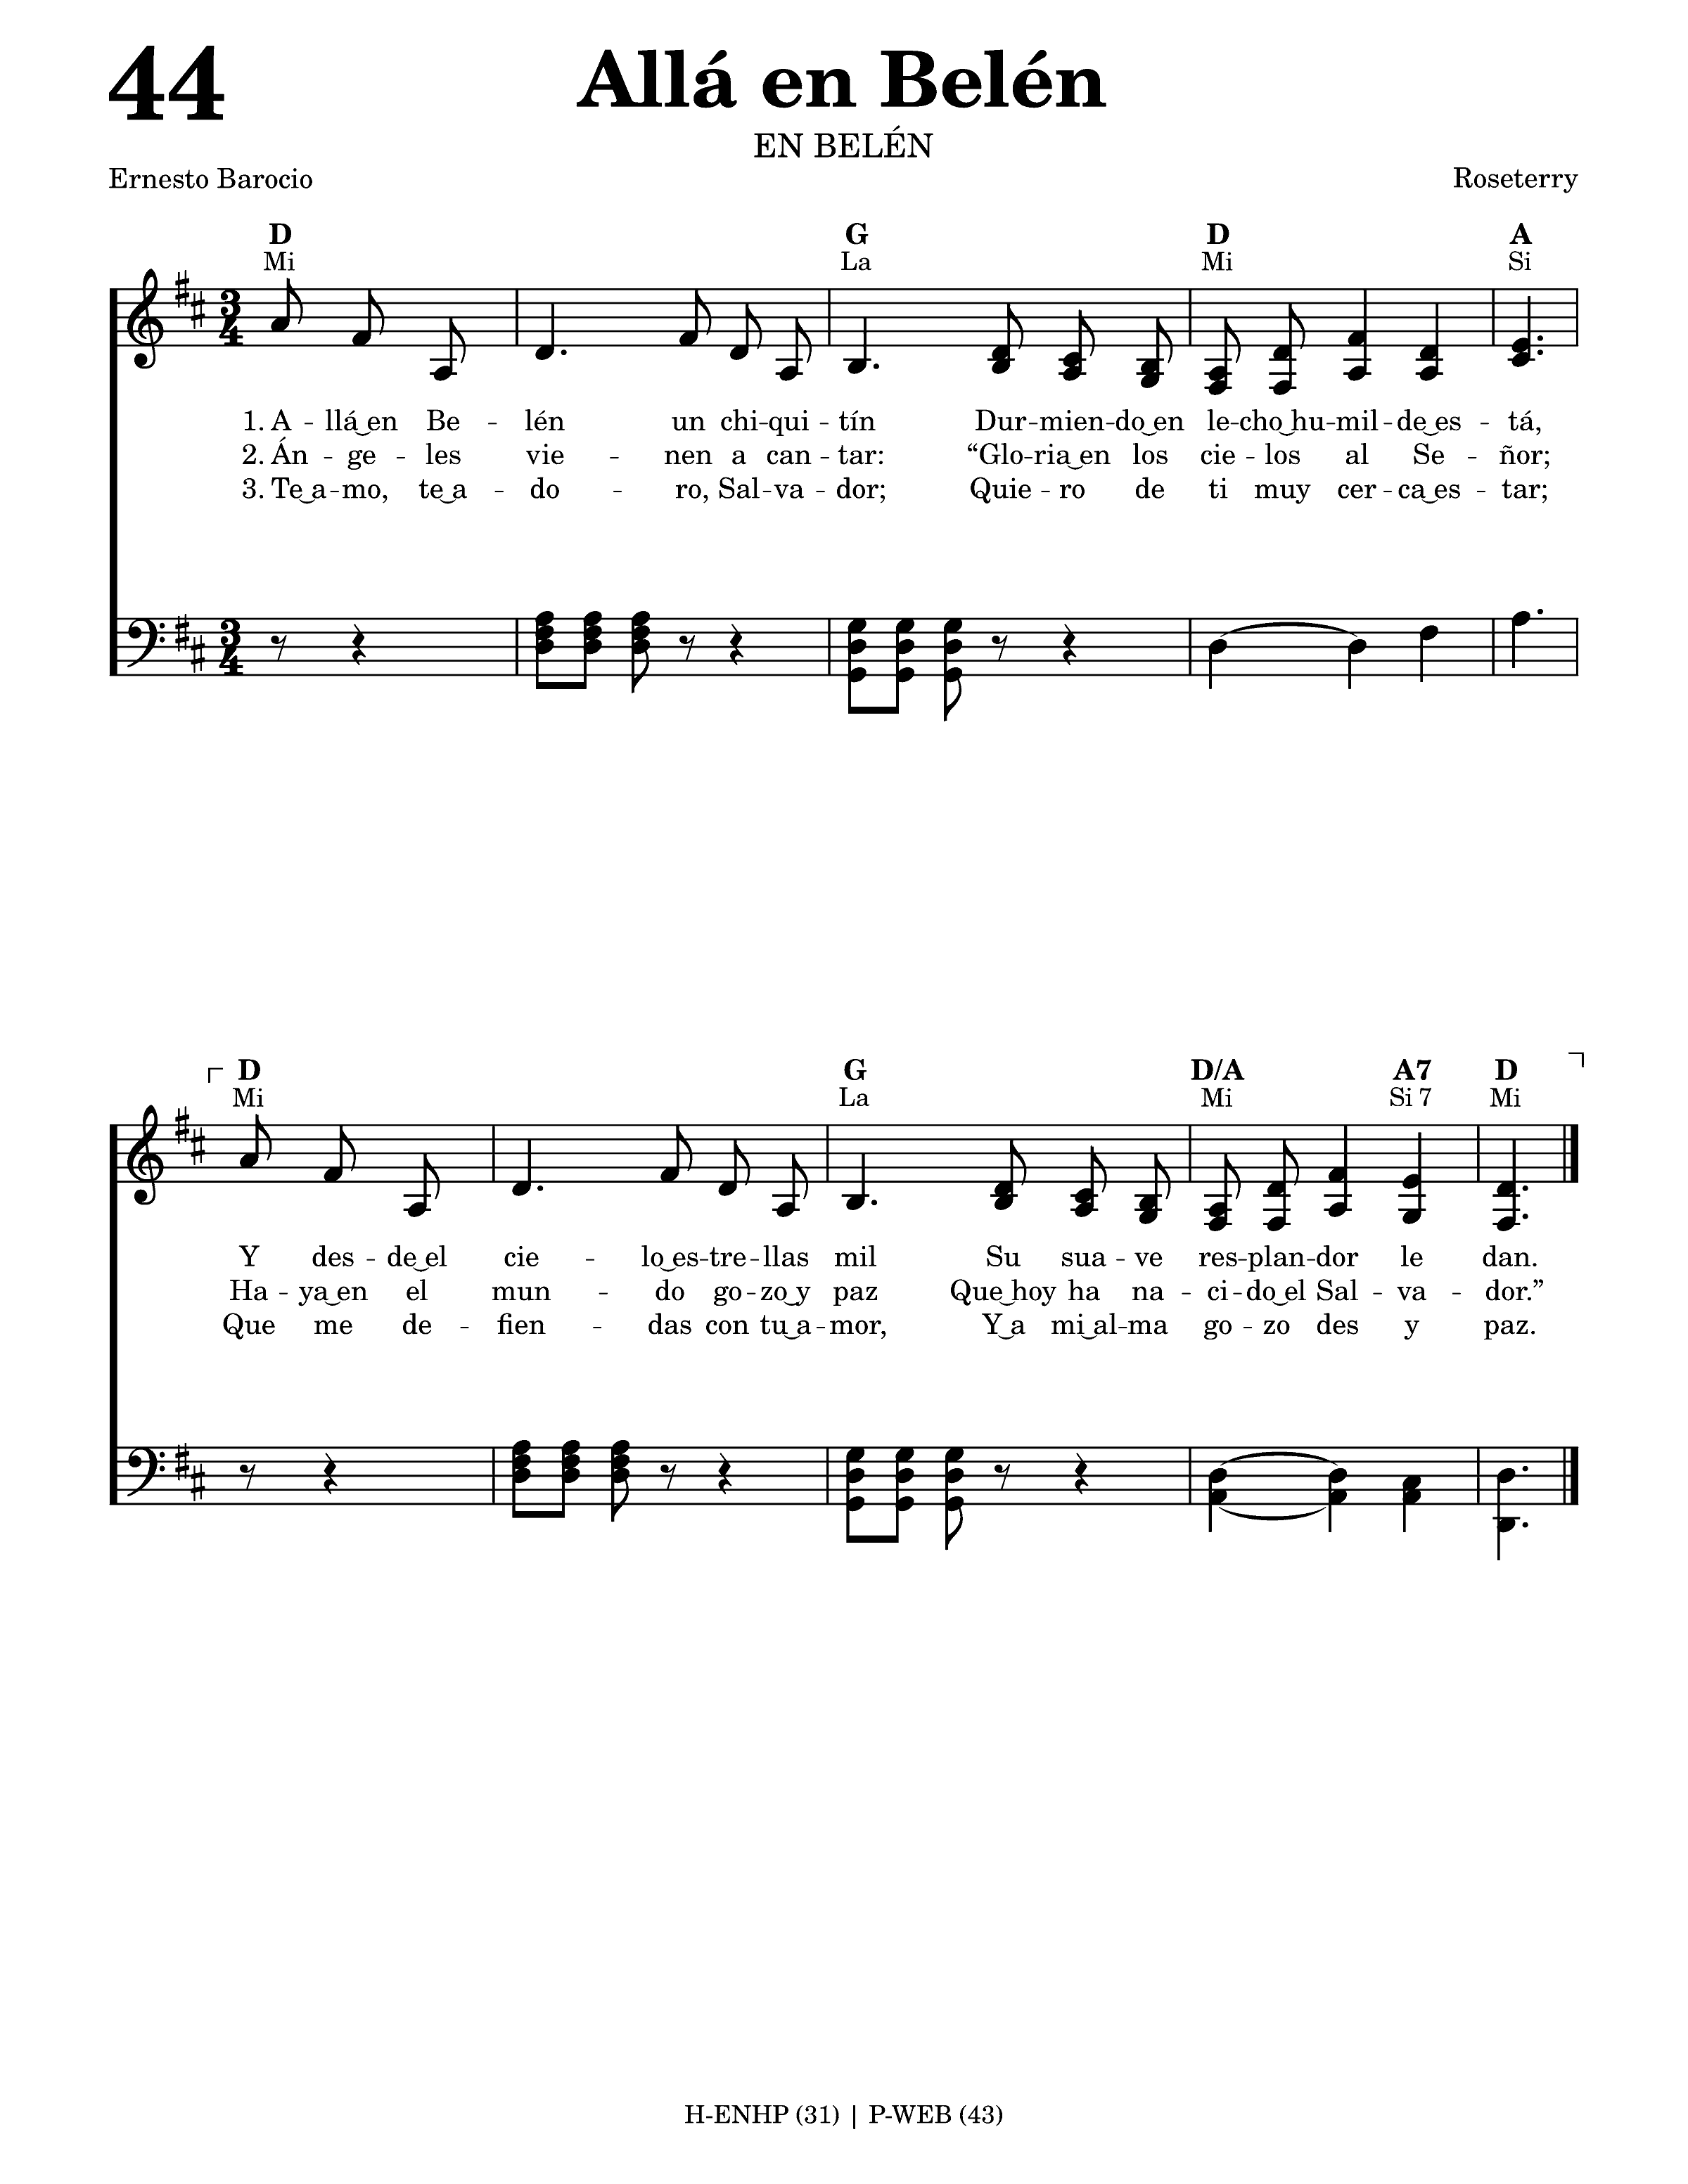 44
Allá en Belén
EN BELÉN
Ernesto Barocio Roseterry
D G D A
Mi La Mi Si
1. A – llá‿en Be – lén un chi – qui – tín Dur – mien – do‿en le – cho‿hu – mil – de‿es – tá,
2. Án – ge – les vie – nen a can – tar: “Glo – ria‿en los cie – los al Se – ñor;
3. Te‿a – mo, te‿a – do – ro, Sal – va – dor; Quie – ro de ti muy cer – ca‿es – tar;
D G D/A A7 D
Mi La Mi Si 7 Mi
Y des – de‿el cie – lo‿es – tre – llas mil Su sua – ve res – plan – dor le dan.
Ha – ya‿en el mun – do go – zo‿y paz Que‿hoy ha na – ci – do‿el Sal – va – dor.”
Que me de – fien – das con tu‿a – mor, Y‿a mi‿al – ma go – zo des y paz.
H-ENHP (31) | P-WEB (43)